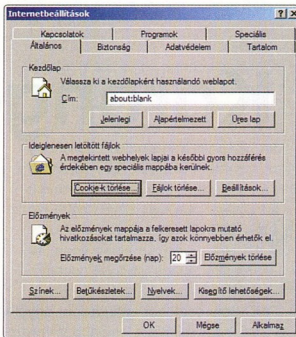 Internetbeállítások
Kapcsolatok Programok Speciális
Általános Biztonság Adatvédelem Tartalom
Kezdőlap
Válassza ki a kezdőlapként használandó weblapot.
Cím: about:blank
Jelenlegi Alapértelmezett Üres lap
Ideiglenesen letöltött fájlok
A megtekintett webhelyek lapjai a későbbi gyors hozzáférés
érdekében egy speciális mappába kerülnek.
Cookie-k törlése... Fájlok törlése... Beállítások...
Előzmények
Az előzmények mappája a felkeresett lapokra mutató
hivatkozásokat tartalmazza, így azok könnyebben érhetők el.
Előzmények megőrzése (nap): 20 Előzmények törlése
Színek... Betűkészletek... Nyelvek... Kisegítő lehetőségek...
OK Mégse Alkalmaz